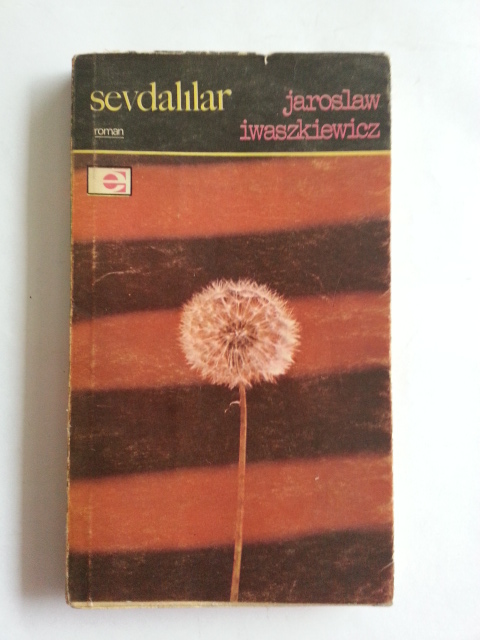 sevdalılar
roman
jaroslaw
iwaszkiewicz
e